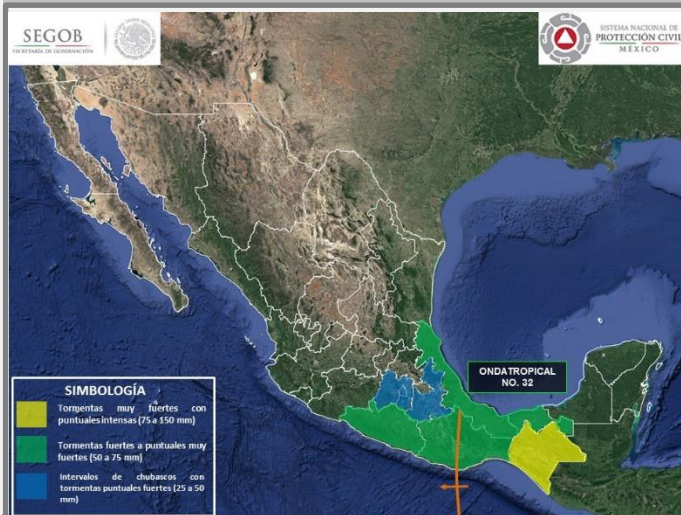 SEGOB
SECRETARÍA DE GOBERNACIÓN
SISTEMA NACIONAL DE
PROTECCIÓN CIVIL
MÉXICO
ONDATROPICAL
NO. 32
SIMBOLOGÍA
Tormentas muy fuertes con
puntuales intensas (75 a 150 mm)
Tormentas fuertes a puntuales muy
fuertes (50 a 75 mm)
Intervalos de chubascos con
tormentas puntuales fuertes (25 a 50
mm)